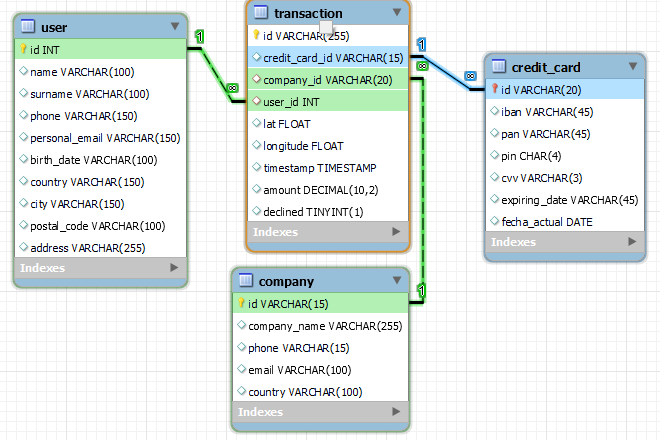 user
id INT
name VARCHAR(100)
surname VARCHAR(100)
phone VARCHAR(150)
personal_email VARCHAR(150)
birth_date VARCHAR(100)
country VARCHAR(150)
city VARCHAR(150)
postal_code VARCHAR(100)
address VARCHAR(255)
Indexes
1
∞
transaction
id VARCHAR(255)
credit_card_id VARCHAR(15)
company_id VARCHAR(20)
user_id INT
lat FLOAT
longitude FLOAT
timestamp TIMESTAMP
amount DECIMAL(10,2)
declined TINYINT(1)
Indexes
1
∞
∞
1
credit_card
id VARCHAR(20)
iban VARCHAR(45)
pan VARCHAR(45)
pin CHAR(4)
cvv VARCHAR(3)
expiring_date VARCHAR(45)
fecha_actual DATE
Indexes
company
id VARCHAR(15)
company_name VARCHAR(255)
phone VARCHAR(15)
email VARCHAR(100)
country VARCHAR(100)
Indexes